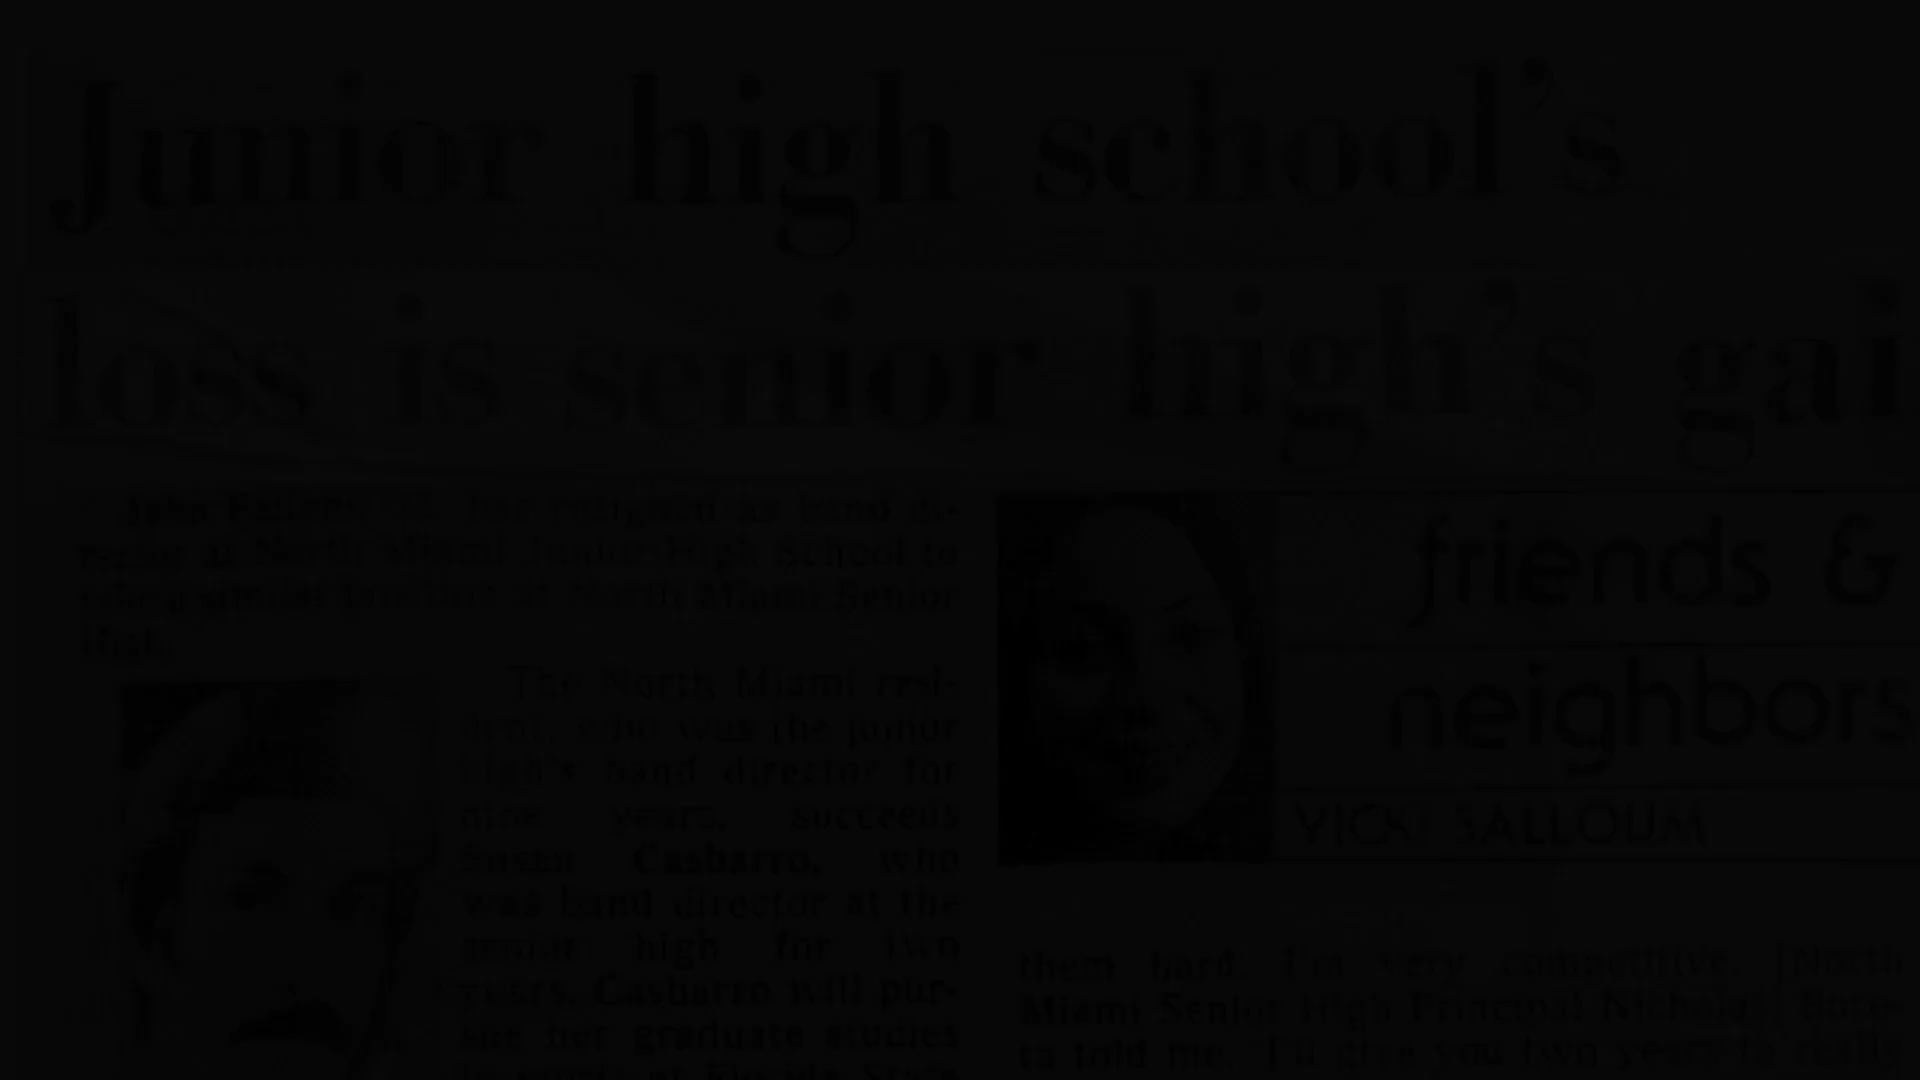 Junior high school's
loss is senior high's gai
has resigned as band di-
rector at North Miami Junior High School to
take a similar position at North Miami Senior
High.
The North Miami resi-
dent, who was the junior
high's band director for
nine years, succeeds
Susan Casbarro, who
was band director at the
senior high for two
years. Casbarro will pur-
sue her graduate studies
at Florida State
friends &
neighbors
VICKI SALLOUM
them hard. I'm very competitive. [North
Miami Senior High Principal Nicholas] Boro-
ta told me, 'I'll give you two years to really